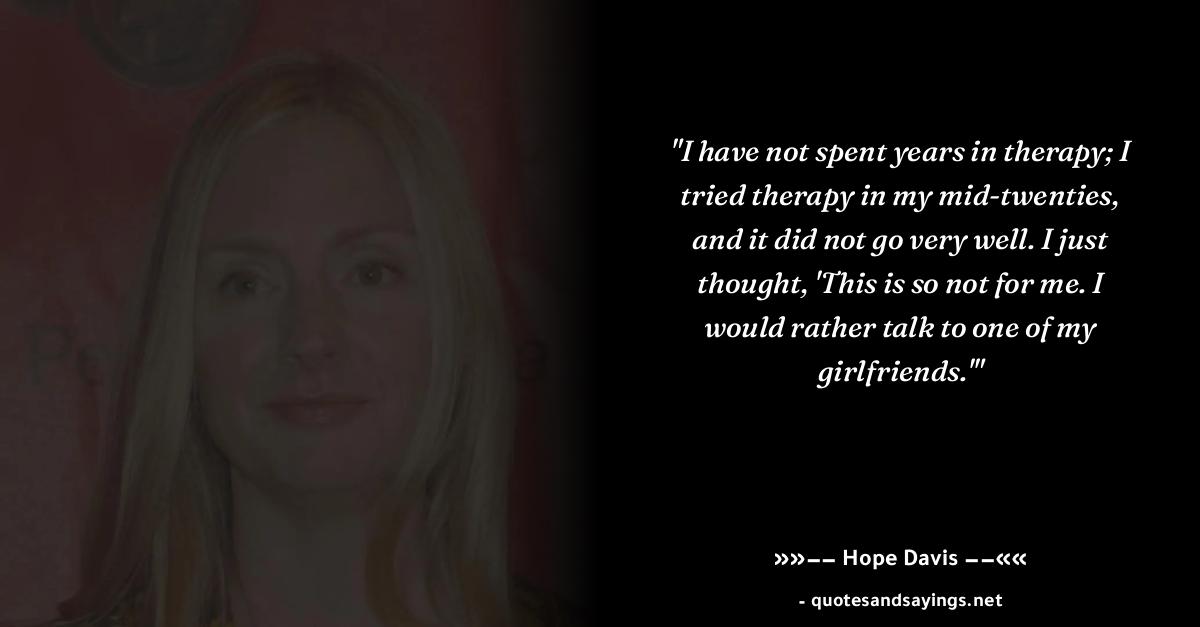 "I have not spent years in therapy; I
tried therapy in my mid-twenties,
and it did not go very well. I just
thought, 'This is so not for me. I
would rather talk to one of my
girlfriends.'"
»»–– Hope Davis ––««
- quotesandsayings.net